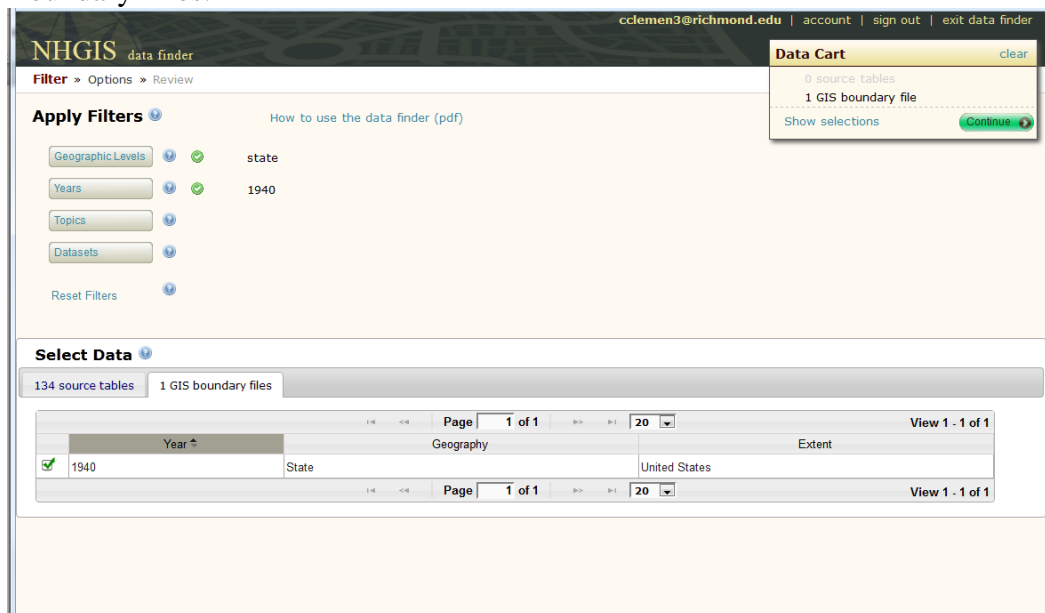 cclemen3@richmond.edu | account | sign out | exit data finder
NHGIS data finder
Data Cart clear
Filter » Options » Review
0 source tables
1 GIS boundary file
Show selections Continue
Apply Filters How to use the data finder (pdf)
Geographic Levels state
Years 1940
Topics
Datasets
Reset Filters
Select Data
134 source tables 1 GIS boundary files
Page 1 of 1 20 View 1 - 1 of 1
Year Geography Extent
1940 State United States
Page 1 of 1 20 View 1 - 1 of 1